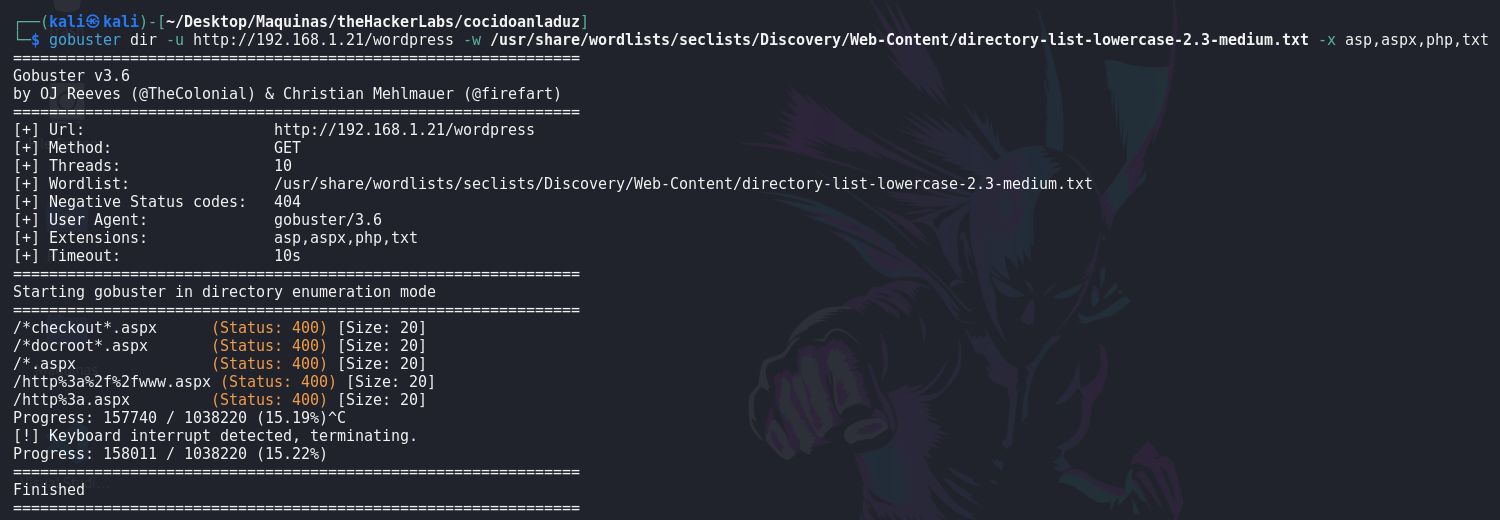 ┌──(kali㉿kali)-[~/Desktop/Maquinas/theHackerLabs/cocidoanladuz]
└─$ gobuster dir -u http://192.168.1.21/wordpress -w /usr/share/wordlists/seclists/Discovery/Web-Content/directory-list-lowercase-2.3-medium.txt -x asp,aspx,php,txt
===============================================================
Gobuster v3.6
by OJ Reeves (@TheColonial) & Christian Mehlmauer (@firefart)
===============================================================
[+] Url:                     http://192.168.1.21/wordpress
[+] Method:                  GET
[+] Threads:                 10
[+] Wordlist:                /usr/share/wordlists/seclists/Discovery/Web-Content/directory-list-lowercase-2.3-medium.txt
[+] Negative Status codes:   404
[+] User Agent:              gobuster/3.6
[+] Extensions:              asp,aspx,php,txt
[+] Timeout:                 10s
===============================================================
Starting gobuster in directory enumeration mode
===============================================================
/*checkout*.aspx      (Status: 400) [Size: 20]
/*docroot*.aspx       (Status: 400) [Size: 20]
/*.aspx               (Status: 400) [Size: 20]
/http%3a%2f%2fwww.aspx (Status: 400) [Size: 20]
/http%3a.aspx         (Status: 400) [Size: 20]
Progress: 157740 / 1038220 (15.19%)^C
[!] Keyboard interrupt detected, terminating.
Progress: 158011 / 1038220 (15.22%)
===============================================================
Finished
===============================================================